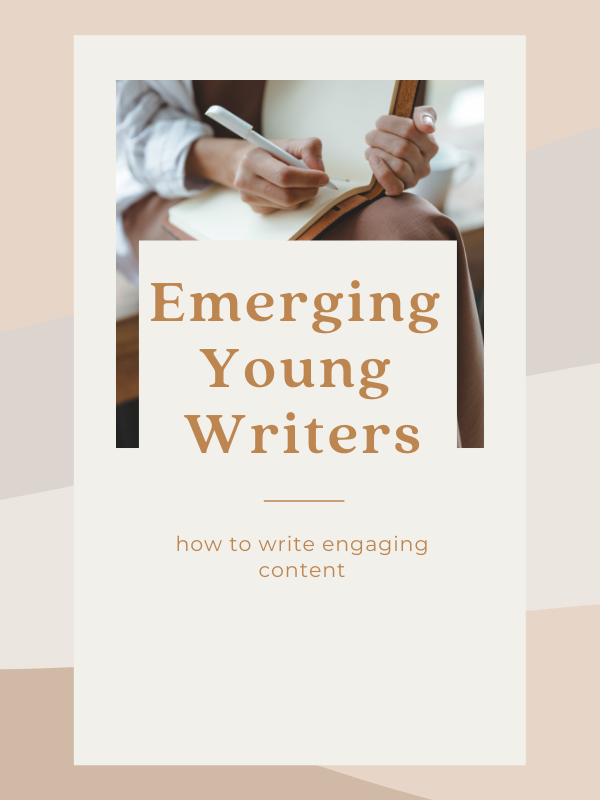 Emerging
Young
Writers
how to write engaging
content